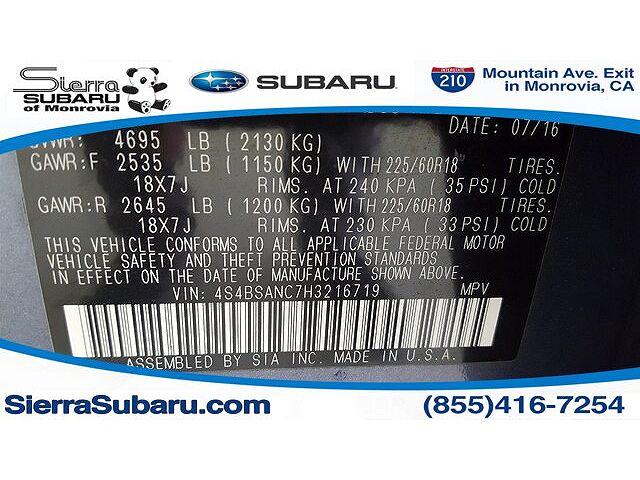 Sierra
SUBARU
of MONROVIA
SUBARU
INTERSTATE
210
Mountain Ave. Exit
in Monrovia, CA
DATE: 07/16
GVWR: 4695 LB ( 2130 KG)
GAWR:F 2535 LB ( 1150 KG) WITH 225/60R18 TIRES.
18X7J RIMS. AT 240 KPA ( 35 PSI) COLD
GAWR:R 2645 LB ( 1200 KG) WITH 225/60R18 TIRES.
18X7J RIMS. AT 230 KPA ( 33 PSI) COLD
THIS VEHICLE CONFORMS TO ALL APPLICABLE FEDERAL MOTOR
VEHICLE SAFETY AND THEFT PREVENTION STANDARDS
IN EFFECT ON THE DATE OF MANUFACTURE SHOWN ABOVE.
VIN: 4S4BSANC7H3216719 MPV
ASSEMBLED BY SIA INC. MADE IN U.S.A.
SierraSubaru.com
(855)416-7254